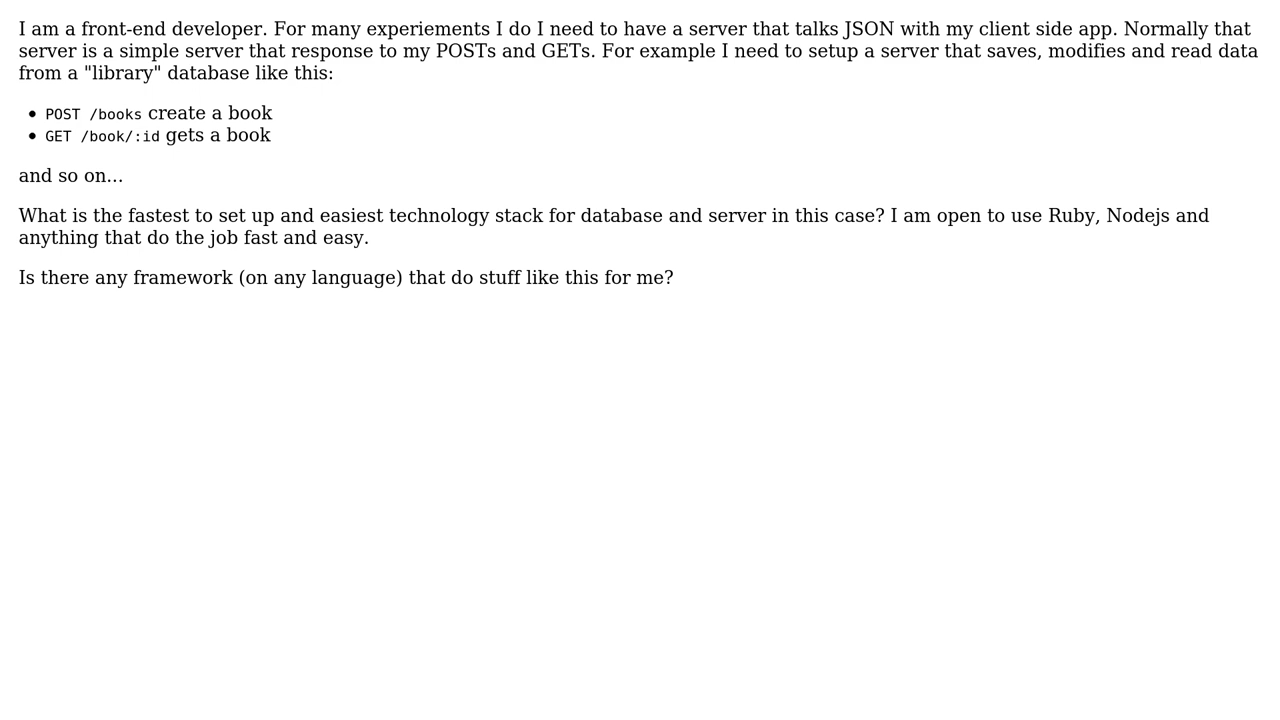 I am a front-end developer. For many experiements I do I need to have a server that talks JSON with my client side app. Normally that
server is a simple server that response to my POSTs and GETs. For example I need to setup a server that saves, modifies and read data
from a "library" database like this:
• POST /books create a book
• GET /book/:id gets a book
and so on...
What is the fastest to set up and easiest technology stack for database and server in this case? I am open to use Ruby, Nodejs and
anything that do the job fast and easy.
Is there any framework (on any language) that do stuff like this for me?